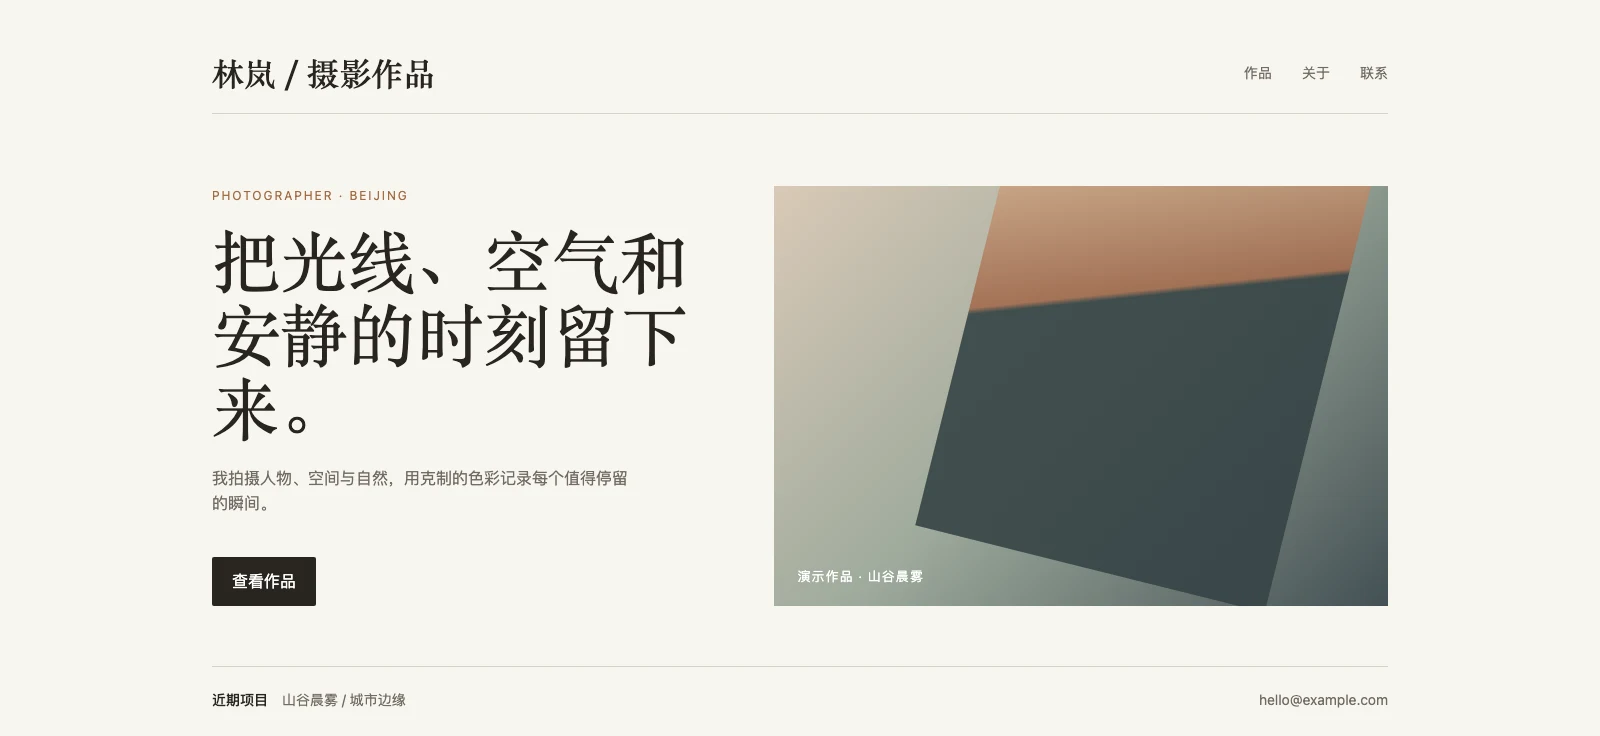 林岚 / 摄影作品
作品 关于 联系
PHOTOGRAPHER · BEIJING
把光线、空气和
安静的时刻留下
来。
我拍摄人物、空间与自然，用克制的色彩记录每个值得停留
的瞬间。
查看作品
演示作品 · 山谷晨雾
近期项目 山谷晨雾 / 城市边缘
hello@example.com